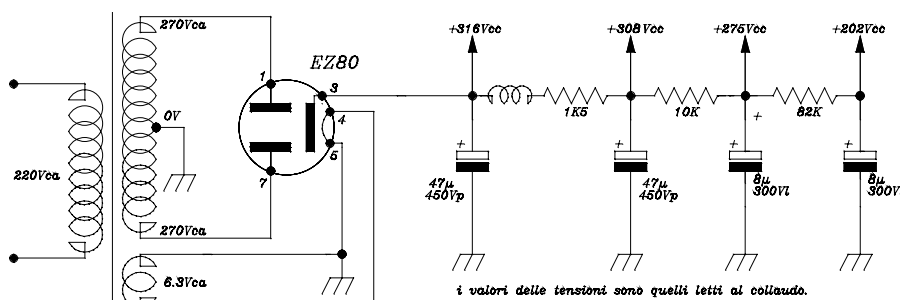 270Vca
+316Vcc
+308Vcc
+275Vcc
+202Vcc
EZ80
1
3
0V
4
1K5
10K
+
82K
220Vca
5
7
+
47µ
450Vp
+
47µ
450Vp
+
8µ
300Vl
+
8µ
300V
270Vca
6.3Vca
i valori delle tensioni sono quelli letti al collaudo.